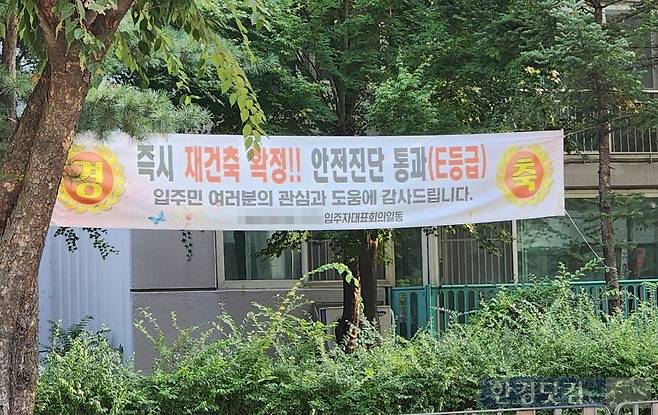 경 즉시 재건축 확정!! 안전진단 통과(E등급) 축
입주민 여러분의 관심과 도움에 감사드립니다.
입주자대표회의일동
한경닷컴